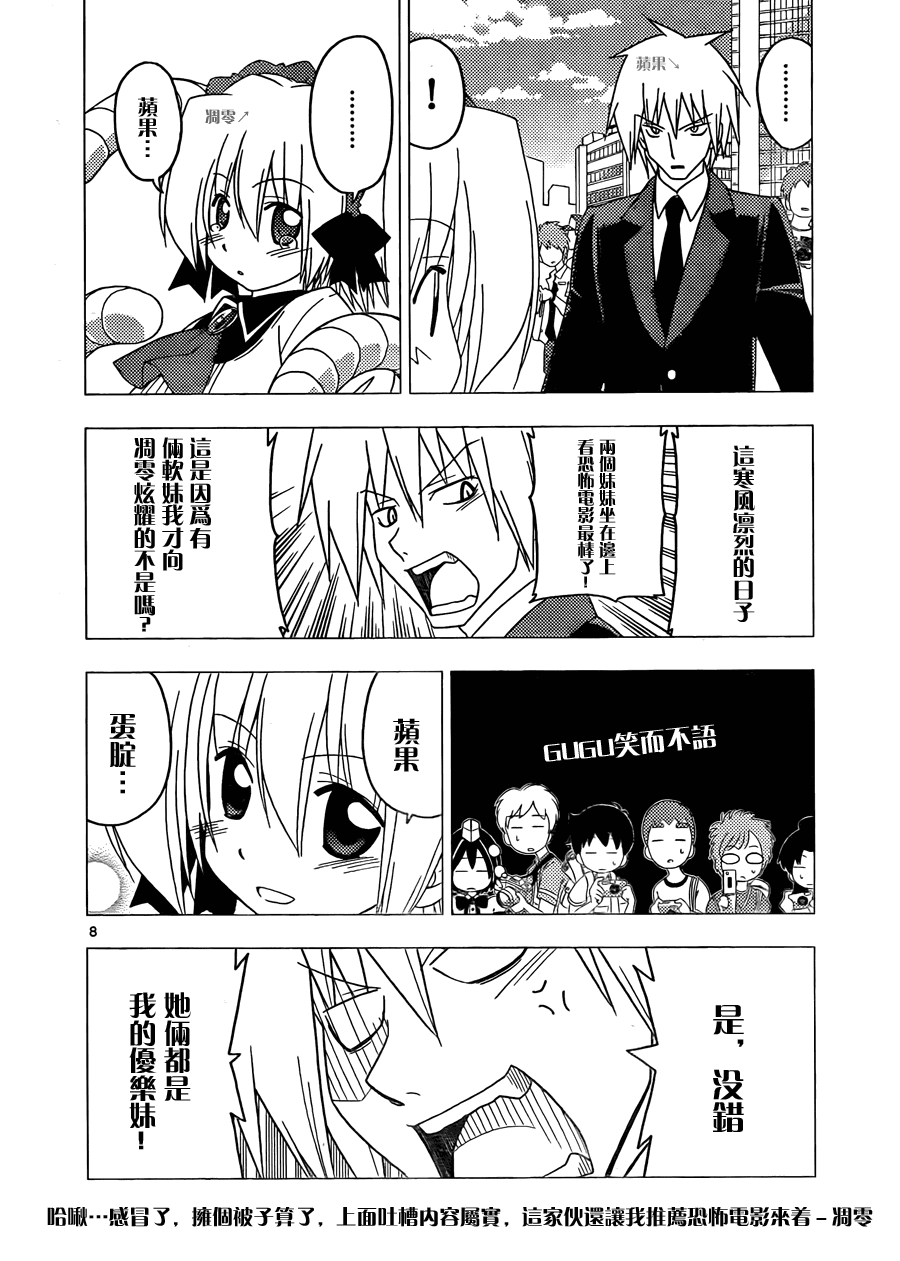 ………
蘋果↘
！
………
凋零↗
蘋果…
這寒風凛烈的日子
兩個妹妹坐在邊上
看恐怖電影最棒了！
這是因爲有
倆軟妹我才向
凋零炫耀的不是嗎？
GUGU笑而不語
蘋果
蛋腚…
8
是，没錯
她倆都是
我的優樂妹！
哈啾…感冒了，擁個被子算了，上面吐槽内容屬實，這家伙還讓我推薦恐怖電影來着－凋零